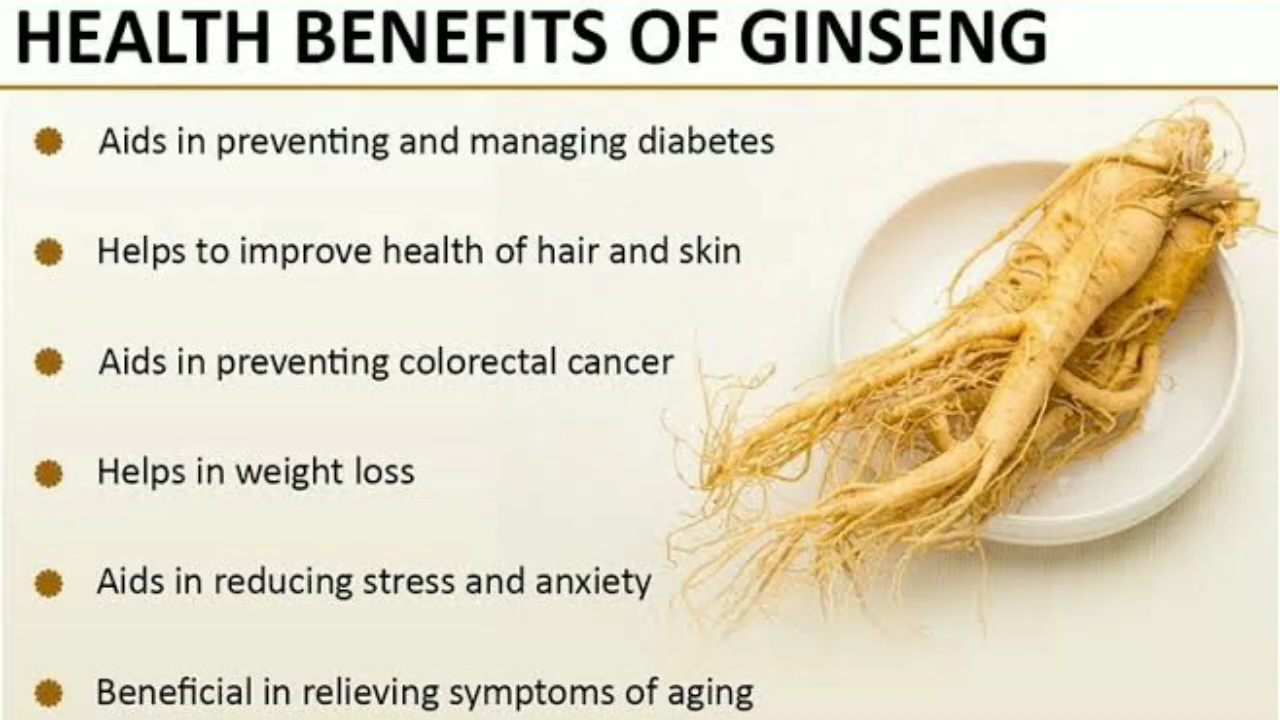 HEALTH BENEFITS OF GINSENG
Aids in preventing and managing diabetes
Helps to improve health of hair and skin
Aids in preventing colorectal cancer
Helps in weight loss
Aids in reducing stress and anxiety
Beneficial in relieving symptoms of aging